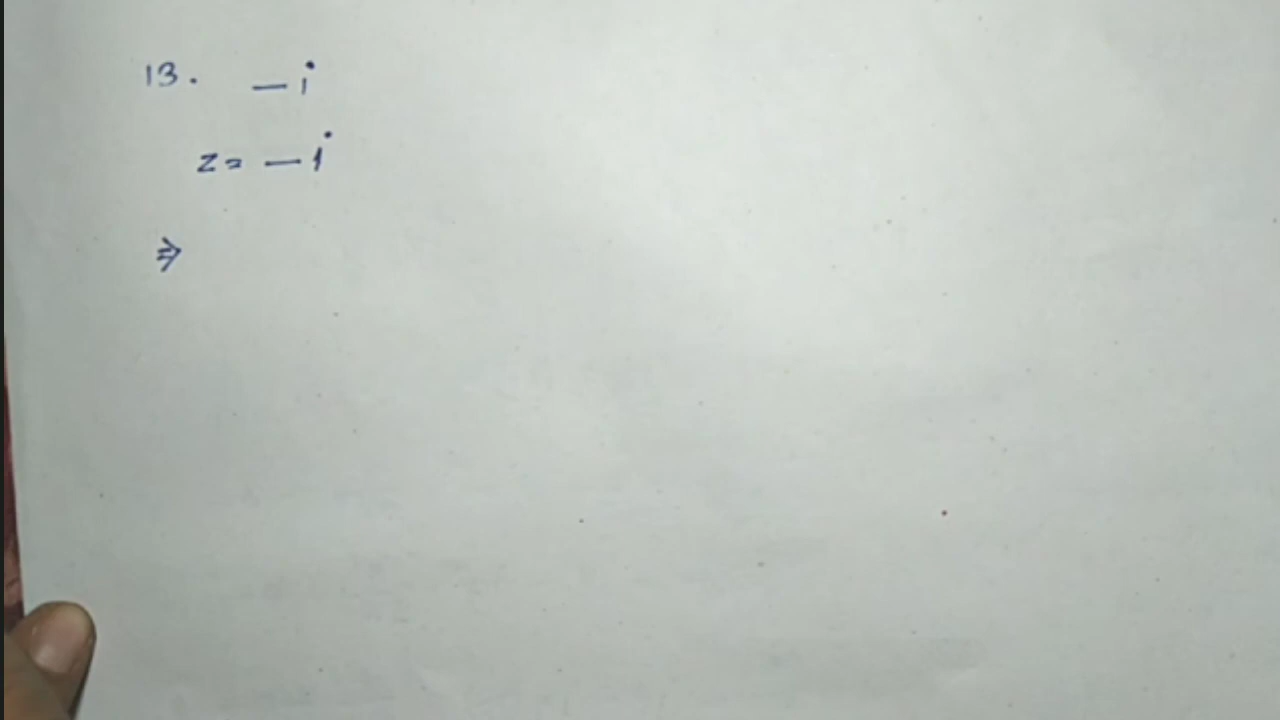 13. – i
z = – i
⇒